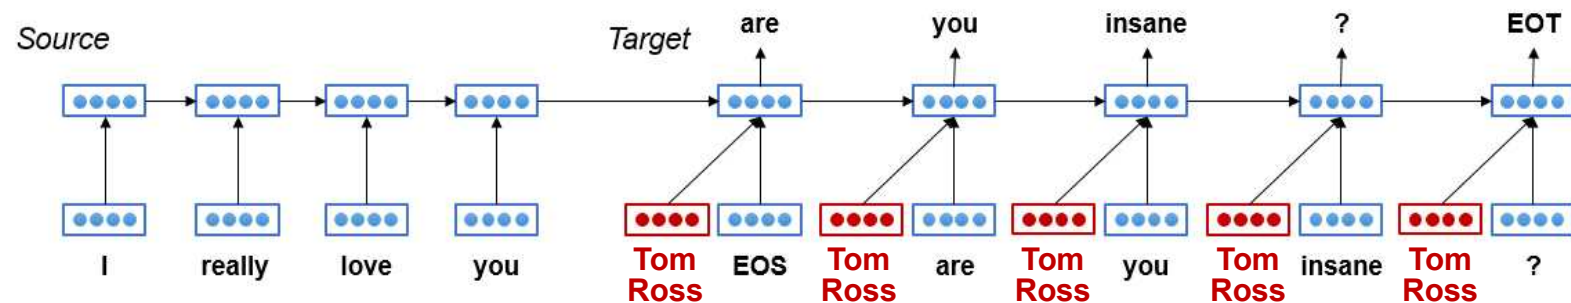 are you insane ? EOT
Source Target
I really love you Tom EOS Tom are Tom you Tom insane Tom ?
Ross Ross Ross Ross Ross